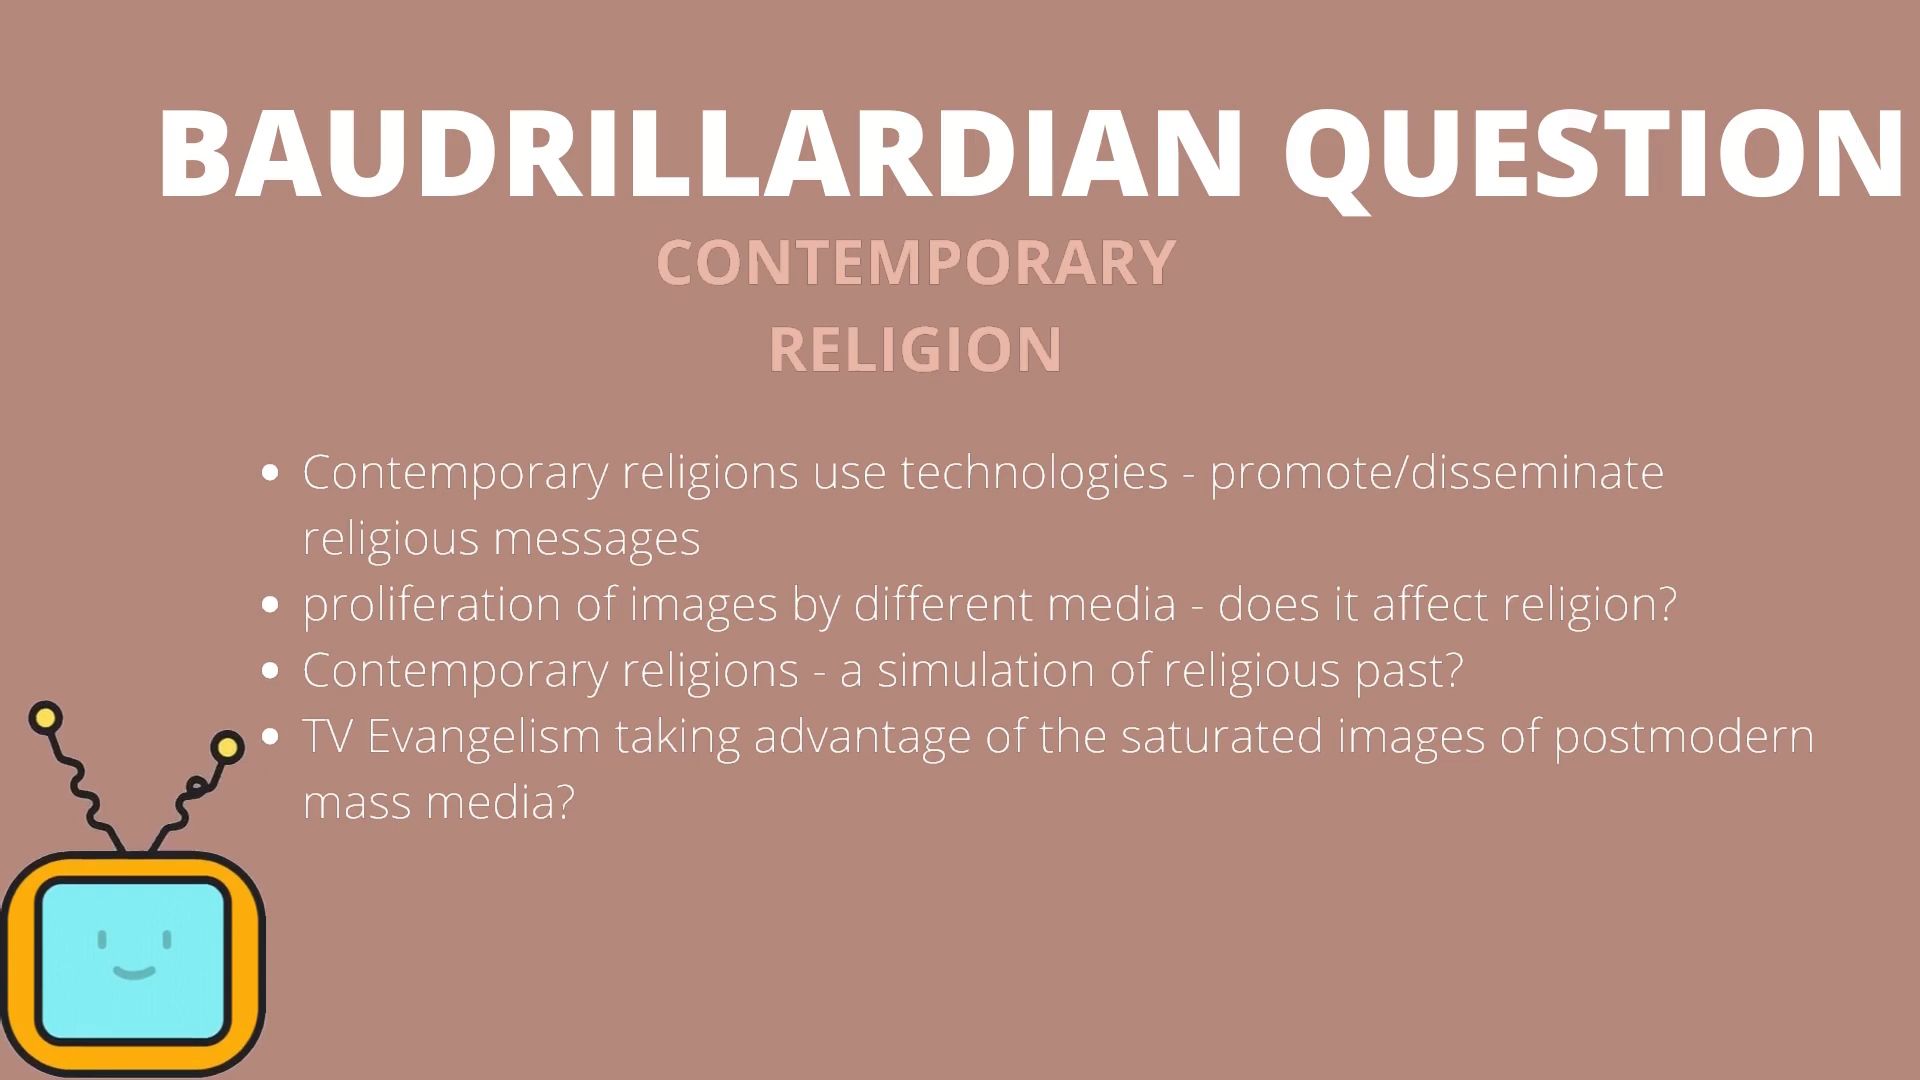 BAUDRILLARDIAN QUESTION
CONTEMPORARY
RELIGION
• Contemporary religions use technologies - promote/disseminate
religious messages
• proliferation of images by different media - does it affect religion?
• Contemporary religions - a simulation of religious past?
• TV Evangelism taking advantage of the saturated images of postmodern
mass media?